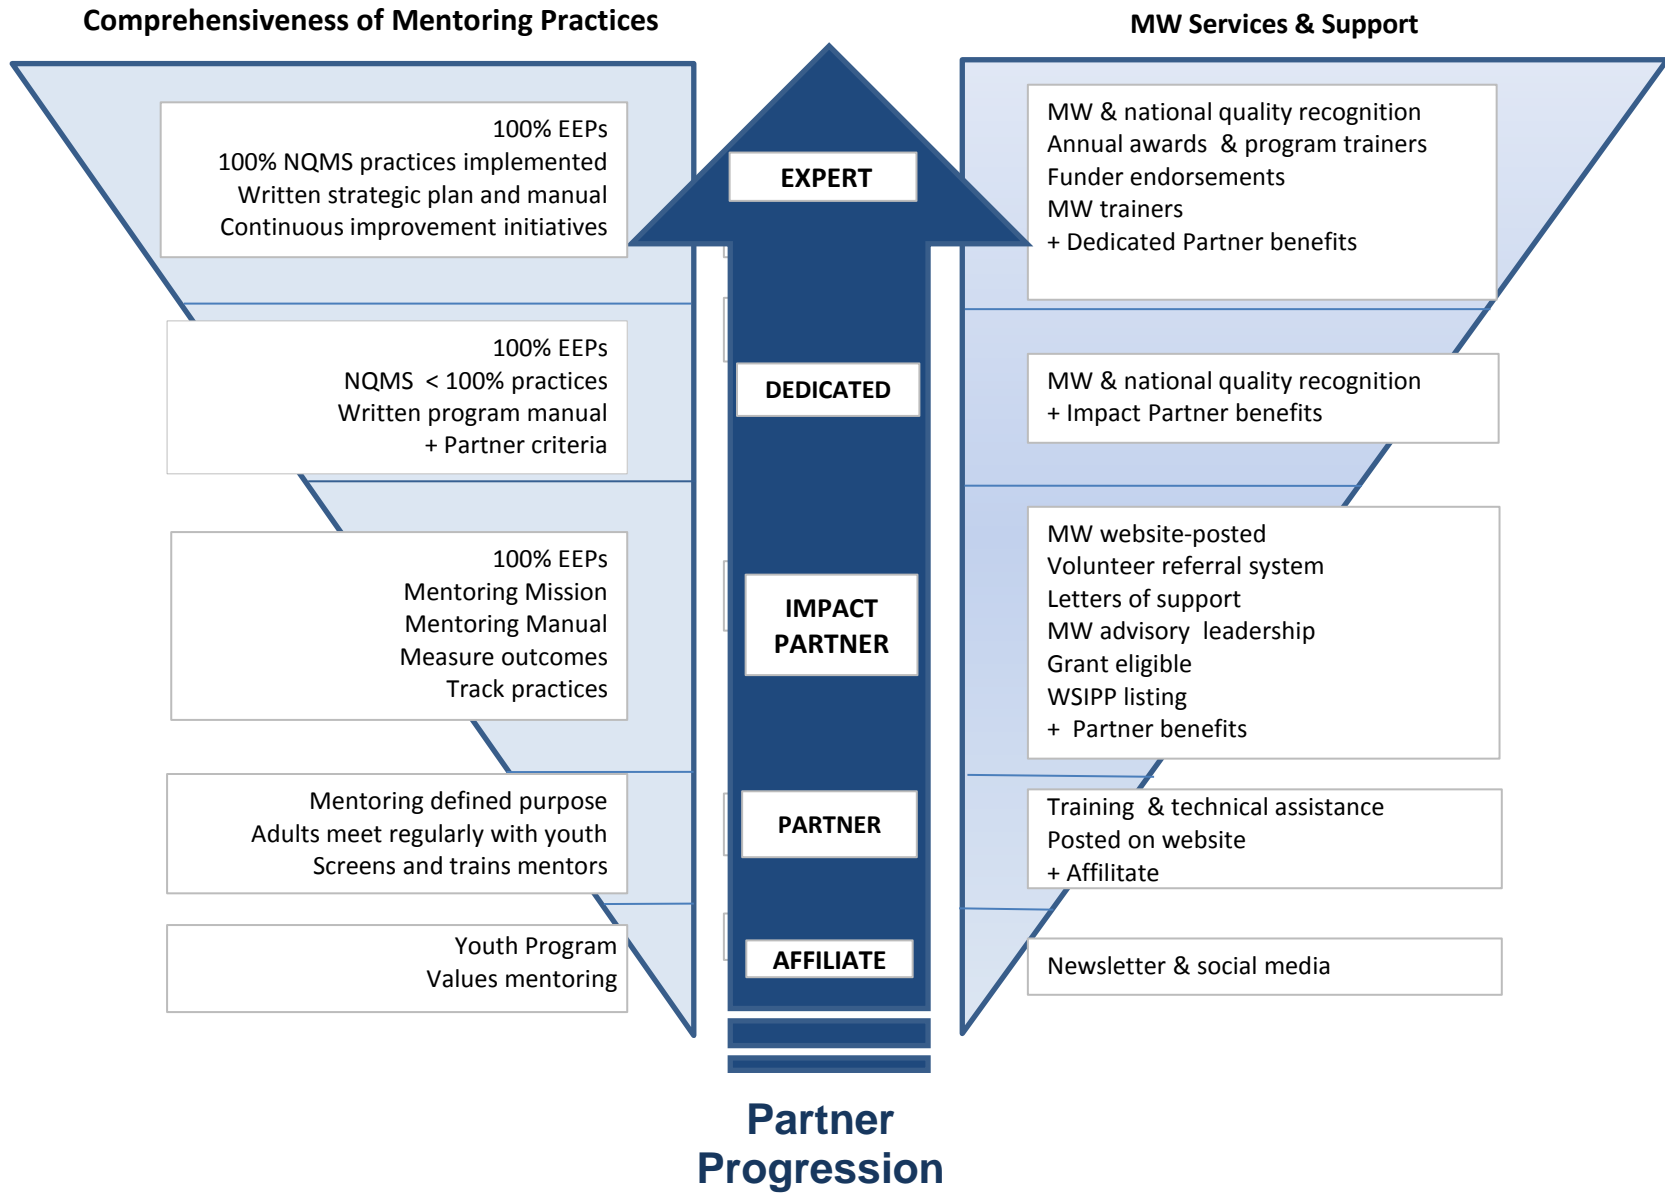 Comprehensiveness of Mentoring Practices
MW Services & Support
100% EEPs
100% NQMS practices implemented
Written strategic plan and manual
Continuous improvement initiatives
EXPERT
MW & national quality recognition
Annual awards & program trainers
Funder endorsements
MW trainers
+ Dedicated Partner benefits
100% EEPs
NQMS < 100% practices
Written program manual
+ Partner criteria
DEDICATED
MW & national quality recognition
+ Impact Partner benefits
100% EEPs
Mentoring Mission
Mentoring Manual
Measure outcomes
Track practices
IMPACT
PARTNER
MW website-posted
Volunteer referral system
Letters of support
MW advisory leadership
Grant eligible
WSIPP listing
+ Partner benefits
Mentoring defined purpose
Adults meet regularly with youth
Screens and trains mentors
PARTNER
Training & technical assistance
Posted on website
+ Affilitate
Youth Program
Values mentoring
AFFILIATE
Newsletter & social media
Partner
Progression